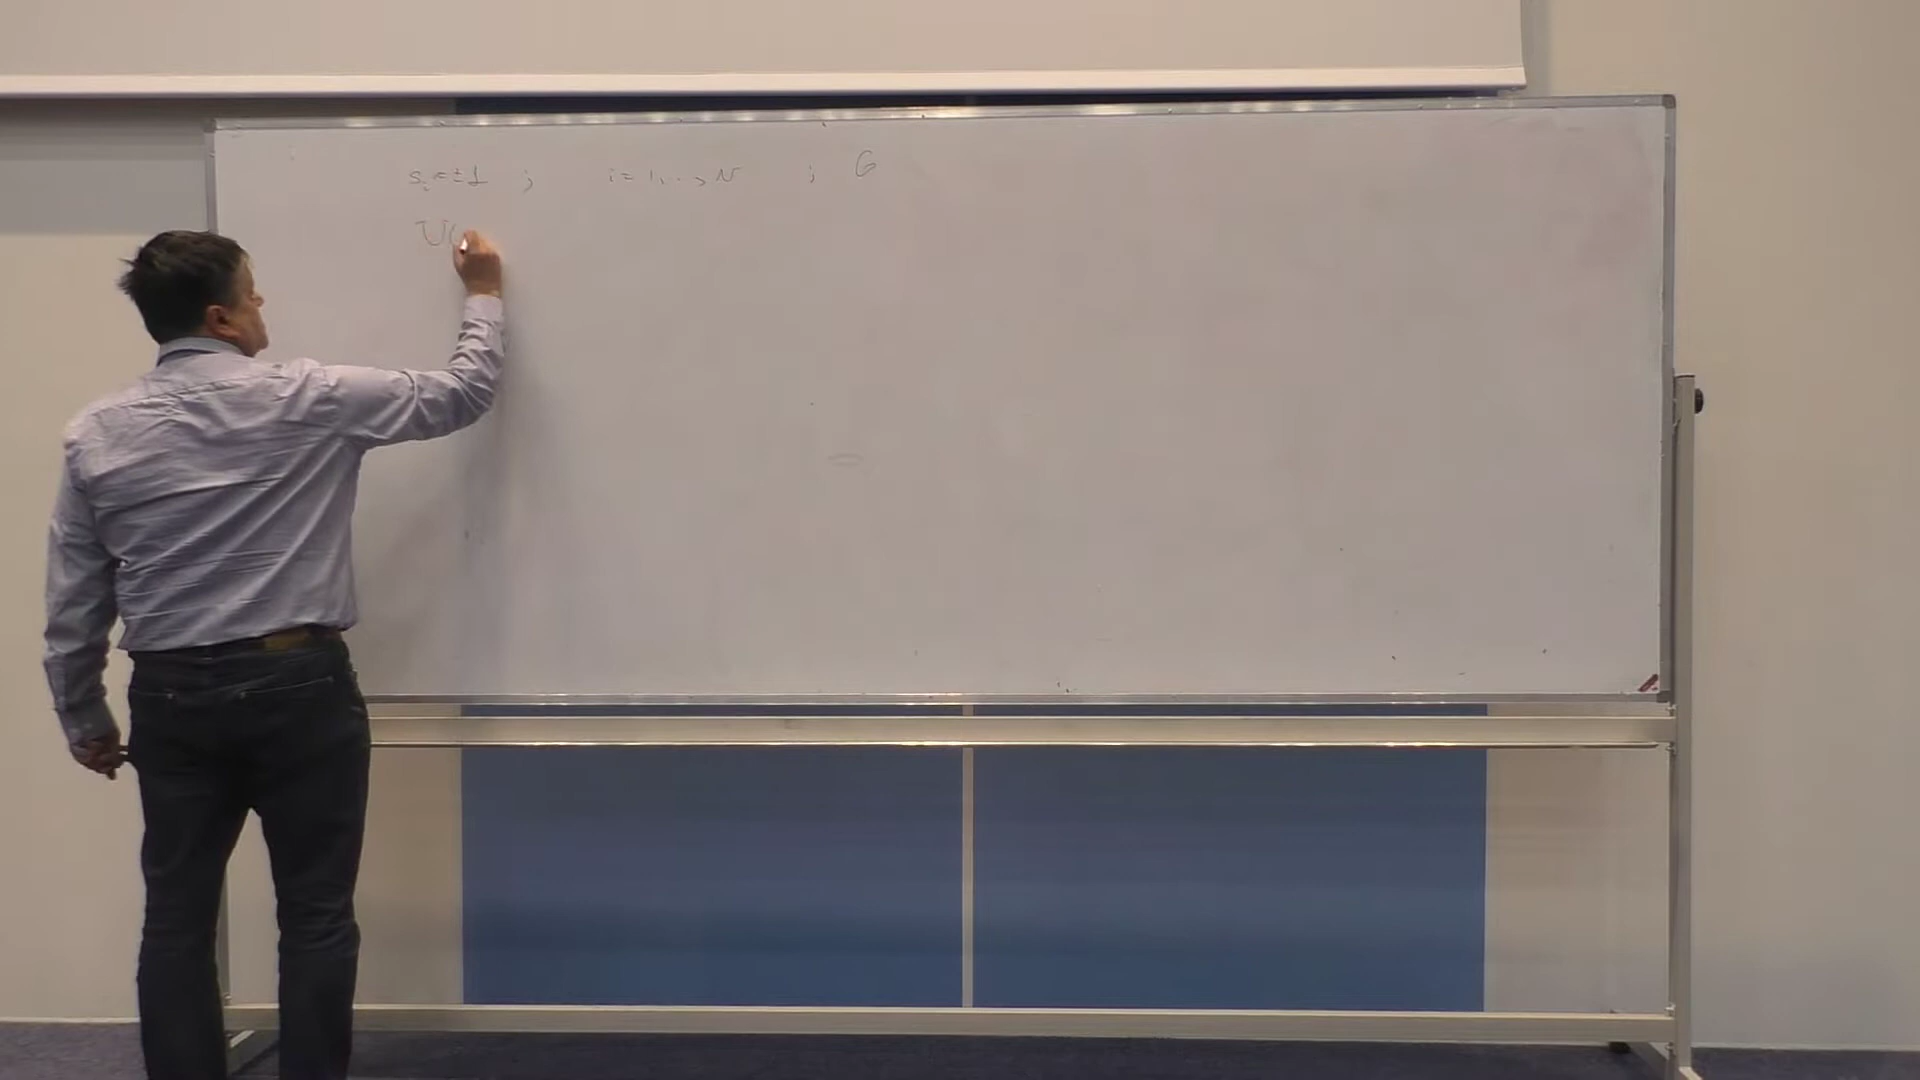 sᵢ = ±1 ; i = 1, .., N ; G
U(